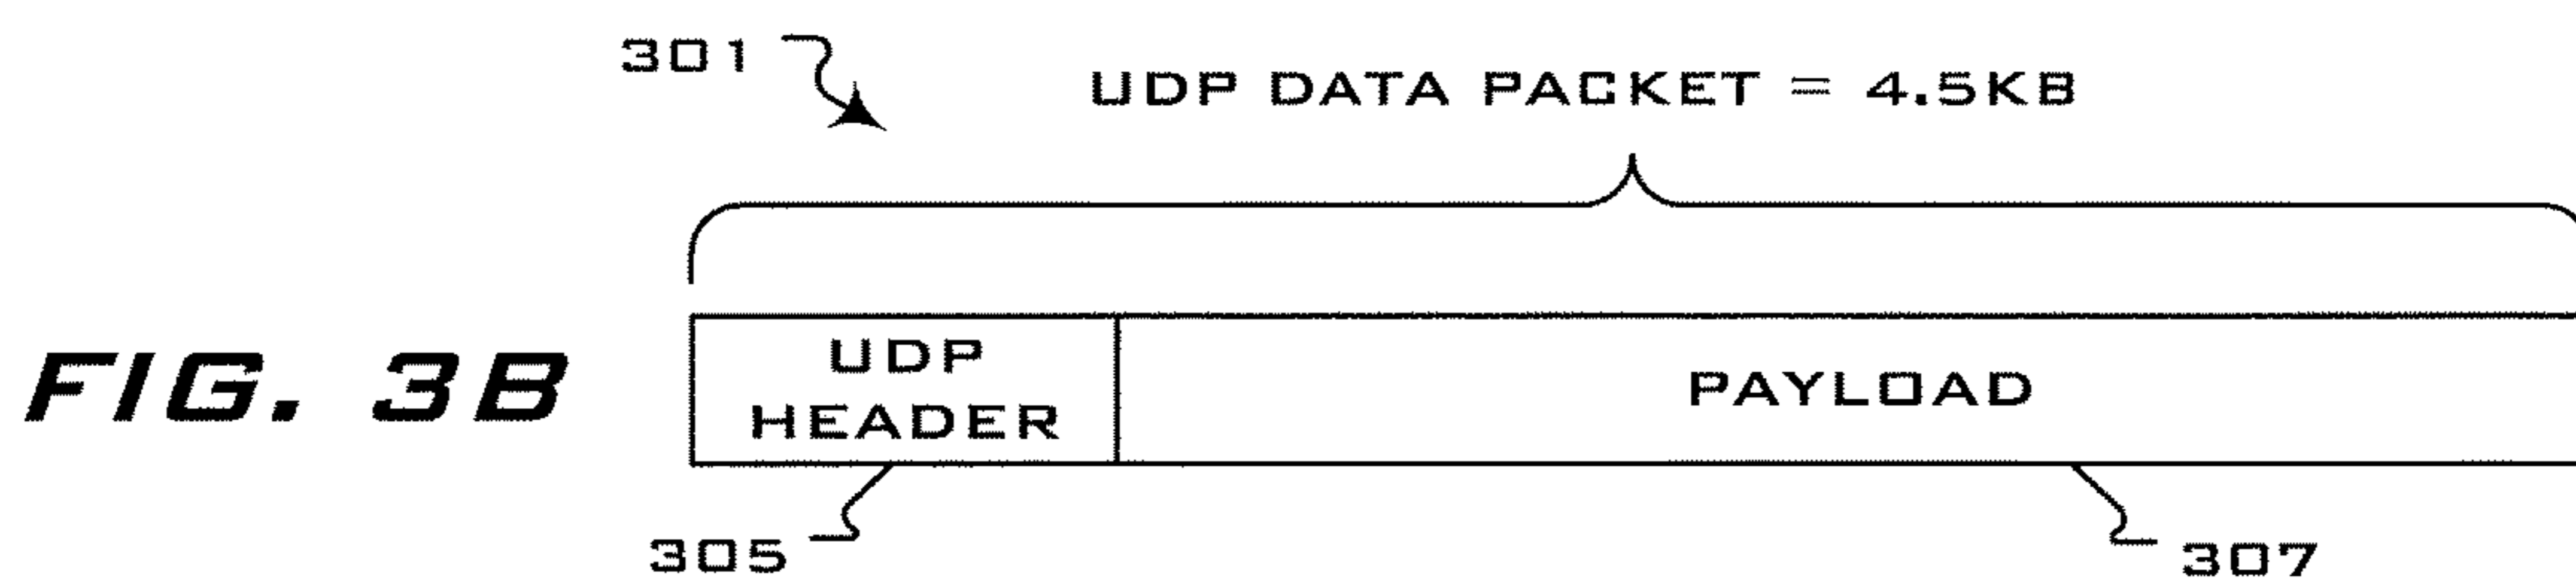 301
UDP DATA PACKET = 4.5KB
FIG. 3B
UDP
HEADER
PAYLOAD
305
307